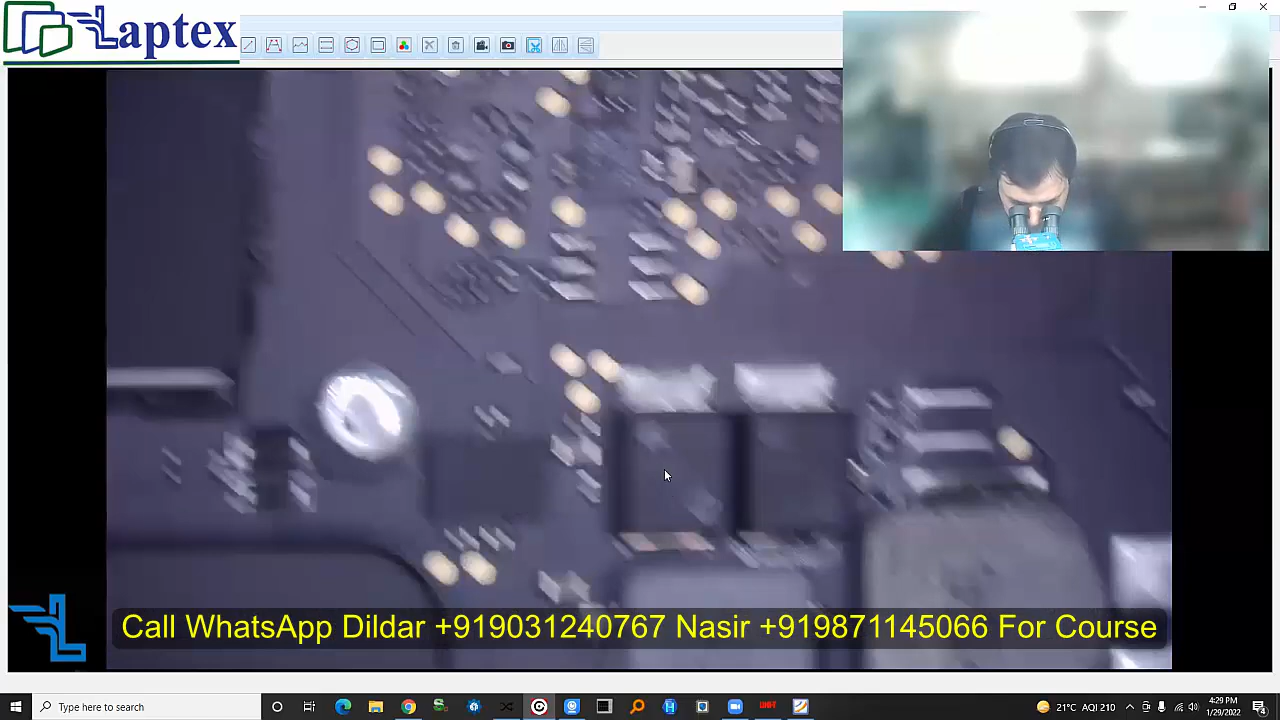 Laptex
Call WhatsApp Dildar +919031240767 Nasir +919871145066 For Course
Type here to search
21°C AQI 210
4:29 PM
1/29/2022